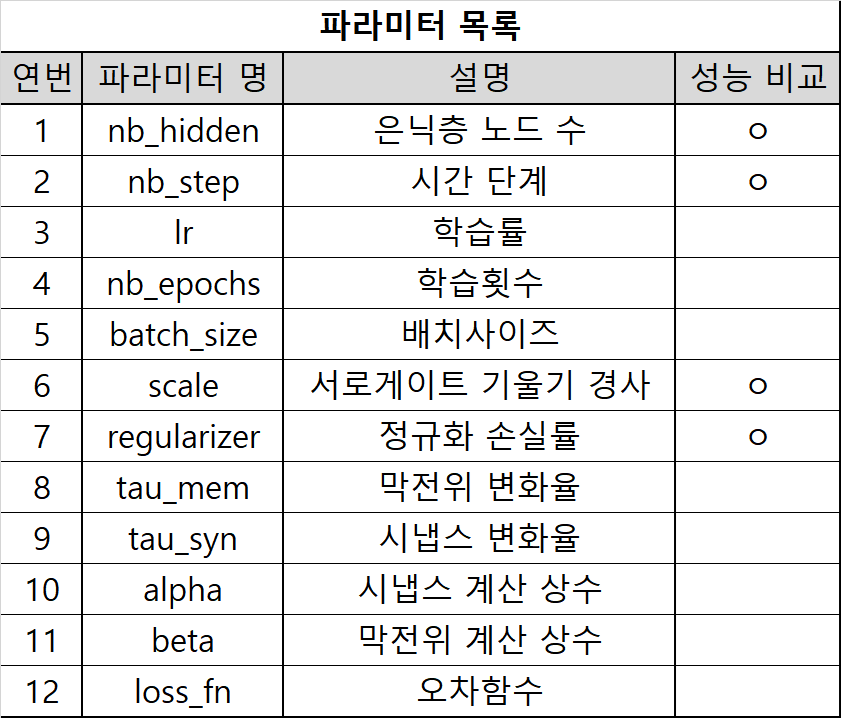 파라미터 목록
연번 파라미터 명 설명 성능 비교
1 nb_hidden 은닉층 노드 수 ㅇ
2 nb_step 시간 단계 ㅇ
3 lr 학습률
4 nb_epochs 학습횟수
5 batch_size 배치사이즈
6 scale 서로게이트 기울기 경사 ㅇ
7 regularizer 정규화 손실률 ㅇ
8 tau_mem 막전위 변화율
9 tau_syn 시냅스 변화율
10 alpha 시냅스 계산 상수
11 beta 막전위 계산 상수
12 loss_fn 오차함수